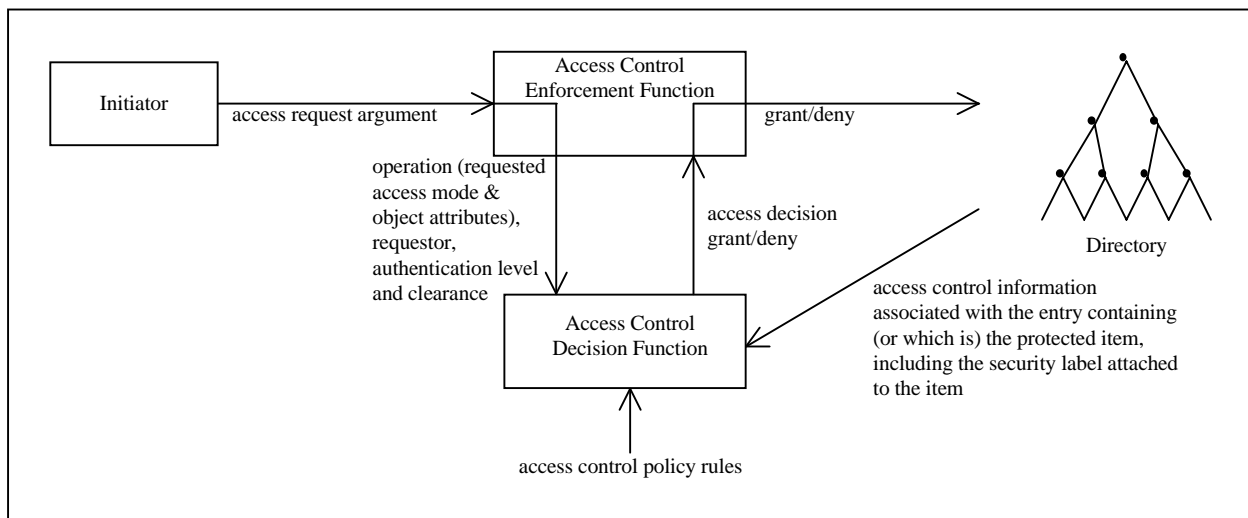 Initiator
access request argument
Access Control
Enforcement Function
grant/deny
operation (requested
access mode &
object attributes),
requestor,
authentication level
and clearance
access decision
grant/deny
Access Control
Decision Function
access control policy rules
Directory
access control information
associated with the entry containing
(or which is) the protected item,
including the security label attached
to the item